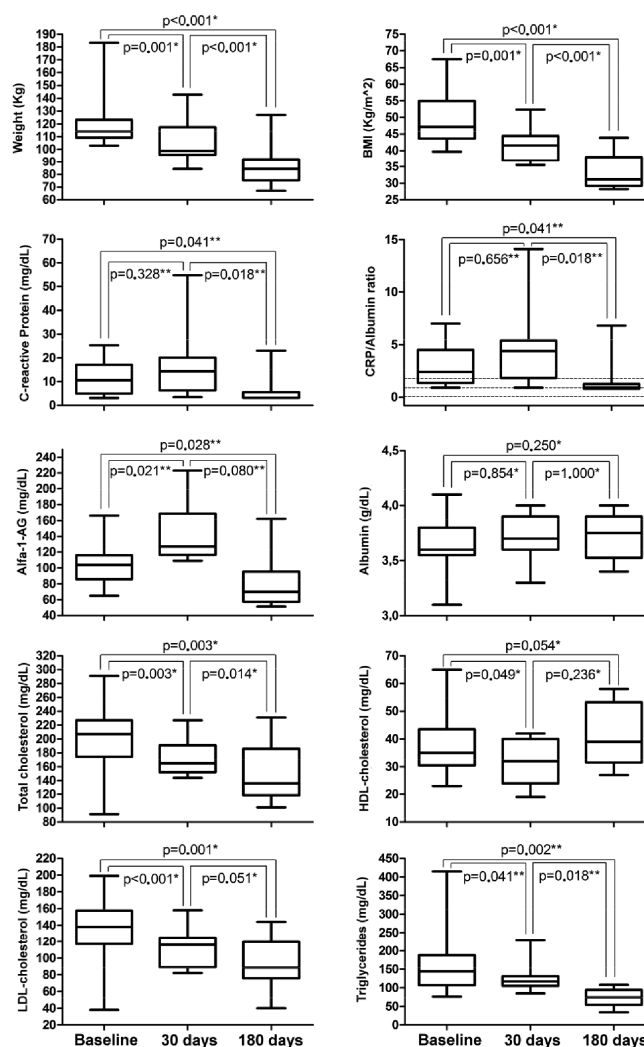 p<0.001*
p=0.001* p<0.001*
Weight (Kg)
190
180
170
160
150
140
130
120
110
100
90
80
70
60
p<0.001*
p=0.001* p<0.001*
BMI (Kg/m^2)
75
70
65
60
55
50
45
40
35
30
25
p=0.041**
p=0.328** p=0.018**
C-reactive Protein (mg/dL)
70
60
50
40
30
20
10
0
p=0.041**
p=0.656** p=0.018**
CRP/Albumin ratio
15
10
5
0
p=0.028**
p=0.021** p=0.080**
Alfa-1-AG (mg/dL)
240
220
200
180
160
140
120
100
80
60
40
p=0.250*
p=0.854* p=1.000*
Albumin (g/dL)
4.5
4.0
3.5
3.0
p=0.003*
p=0.003* p=0.014*
Total cholesterol (mg/dL)
320
300
280
260
240
220
200
180
160
140
120
100
80
p=0.054*
p=0.049* p=0.236*
HDL-cholesterol (mg/dL)
70
60
50
40
30
20
10
0
p=0.001*
p<0.001* p=0.051*
LDL-cholesterol (mg/dL)
220
200
180
160
140
120
100
80
60
40
20
Baseline 30 days 180 days
p=0.002**
p=0.041** p=0.018**
Triglycerides (mg/dL)
450
400
350
300
250
200
150
100
50
0
Baseline 30 days 180 days